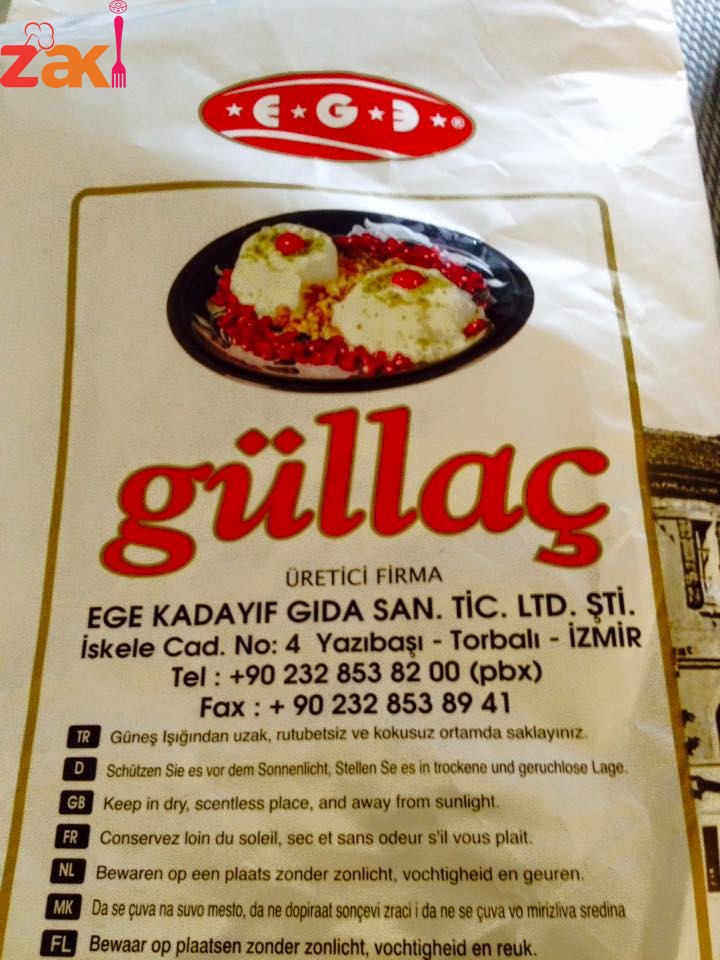 zaki
EGE®
güllaç
ÜRETİCİ FİRMA
EGE KADAYIF GIDA SAN. TİC. LTD. ŞTİ.
İskele Cad. No: 4 Yazıbaşı - Torbalı - İZMİR
Tel : +90 232 853 82 00 (pbx)
Fax : + 90 232 853 89 41
TR Güneş Işığından uzak, rutubetsiz ve kokusuz ortamda saklayınız.
D Schützen Sie es vor dem Sonnenlicht, Stellen Se es in trockene und geruchlose Lage.
GB Keep in dry, scentless place, and away from sunlight.
FR Conservez loin du soleil, sec et sans odeur s'il vous plait.
NL Bewaren op een plaats zonder zonlicht, vochtigheid en geuren.
MK Da se çuva na suvo mesto, da ne dopiraat sonçevi zraci i da ne se çuva vo mirizliva sredina
FL Bewaar op plaatsen zonder zonlicht, vochtigheid en reuk.